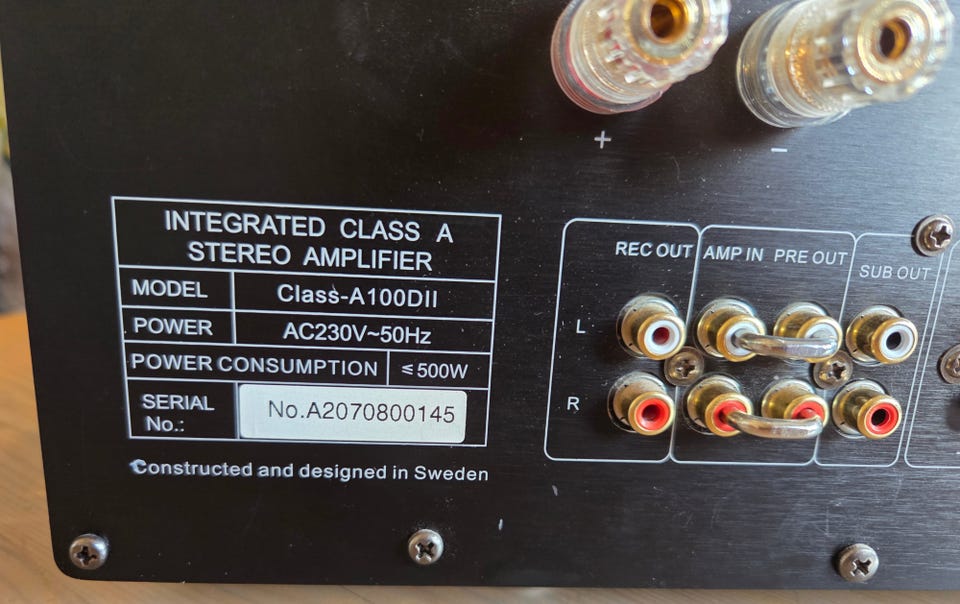 + −
INTEGRATED CLASS A
STEREO AMPLIFIER
MODEL Class-A100DII
POWER AC230V~50Hz
POWER CONSUMPTION ≤500W
SERIAL No.: No.A2070800145
Constructed and designed in Sweden
REC OUT AMP IN PRE OUT SUB OUT
L
R